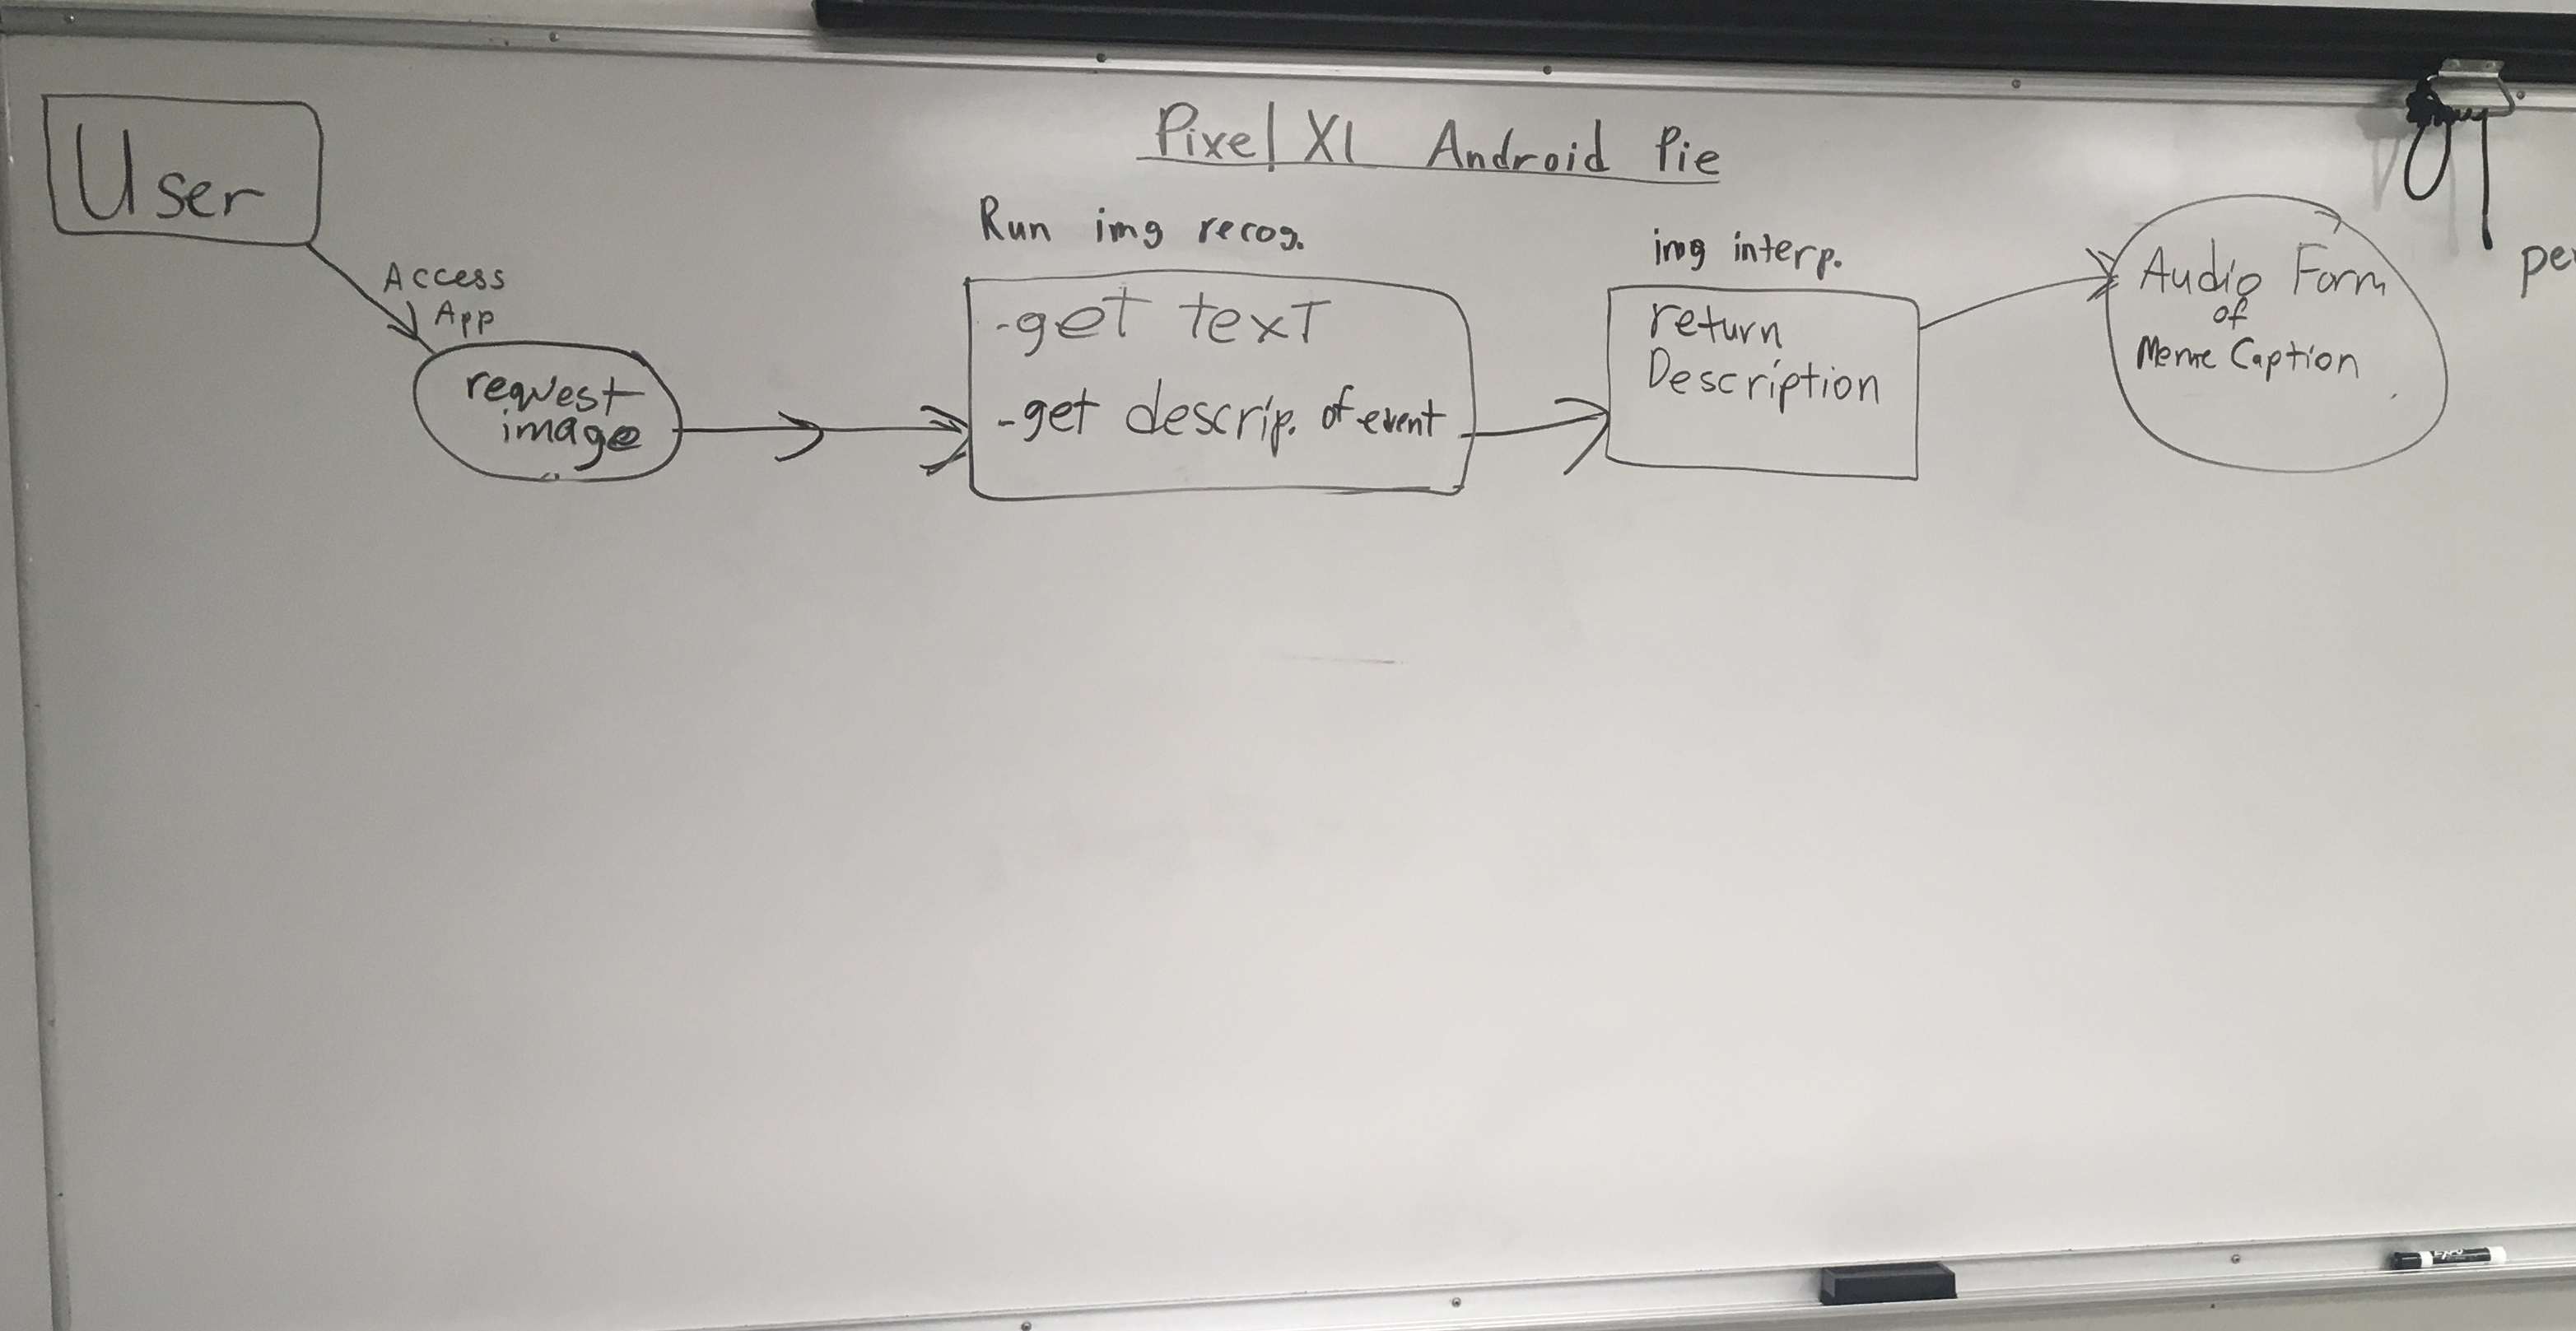 Pixel XL Android Pie
User
Access
App
request
image
Run img recog.
-get text
-get descrip. of event
img interp.
return
Description
Audio Form
of
Meme Caption
EXPO